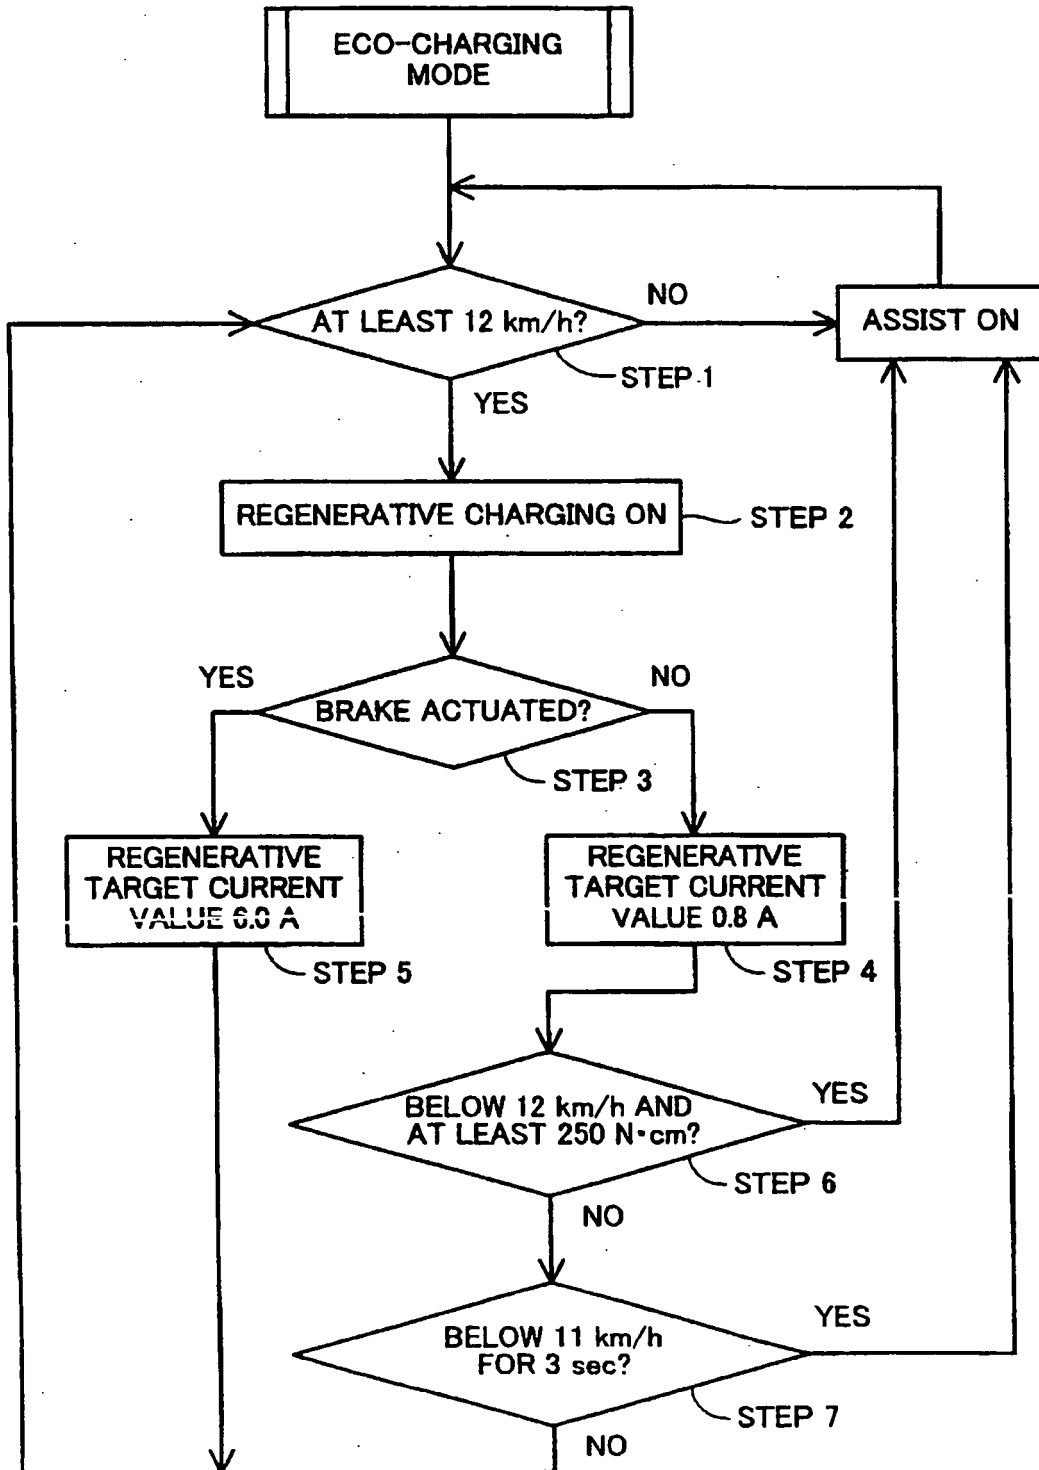 ECO-CHARGING
MODE
AT LEAST 12 km/h?
NO
ASSIST ON
STEP 1
YES
REGENERATIVE CHARGING ON
STEP 2
BRAKE ACTUATED?
YES
NO
STEP 3
REGENERATIVE
TARGET CURRENT
VALUE A
STEP 5
REGENERATIVE
TARGET CURRENT
VALUE 0.8 A
STEP 4
BELOW 12 km/h AND
AT LEAST 250 N·cm?
YES
STEP 6
NO
BELOW 11 km/h
FOR 3 sec?
YES
STEP 7
NO